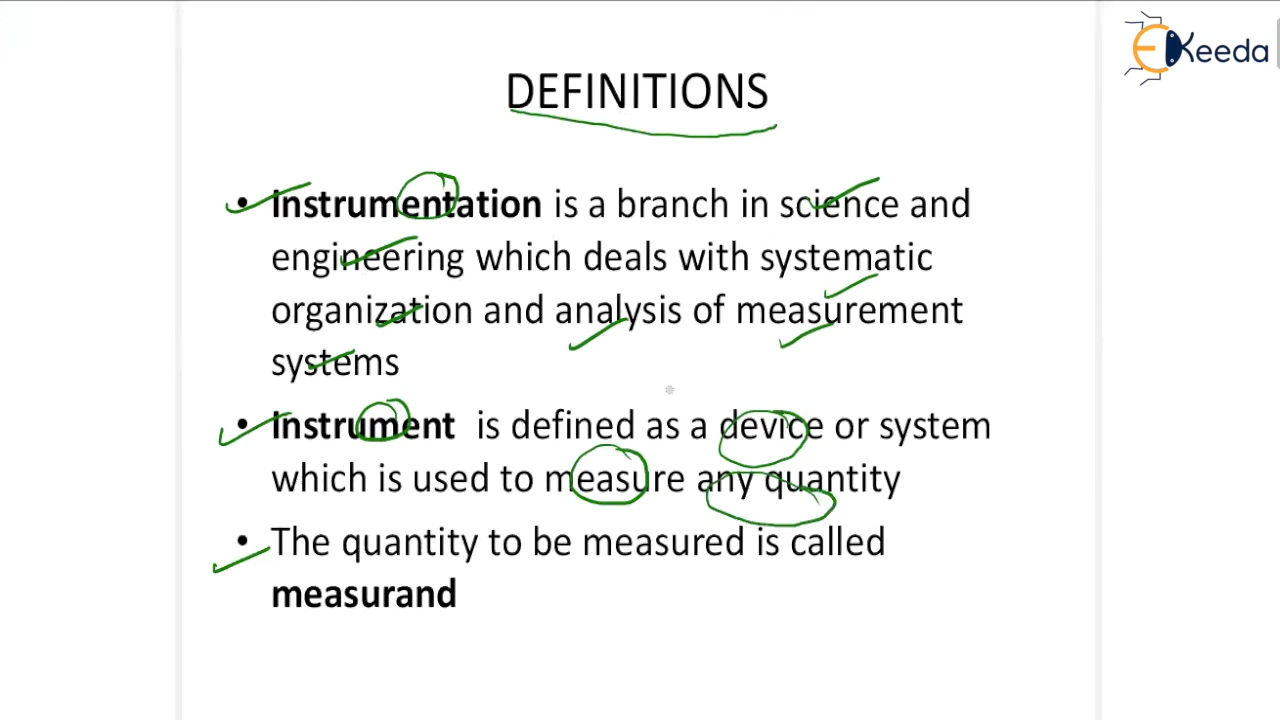 EKeeda
DEFINITIONS
• Instrumentation is a branch in science and
engineering which deals with systematic
organization and analysis of measurement
systems
• Instrument is defined as a device or system
which is used to measure any quantity
• The quantity to be measured is called
measurand